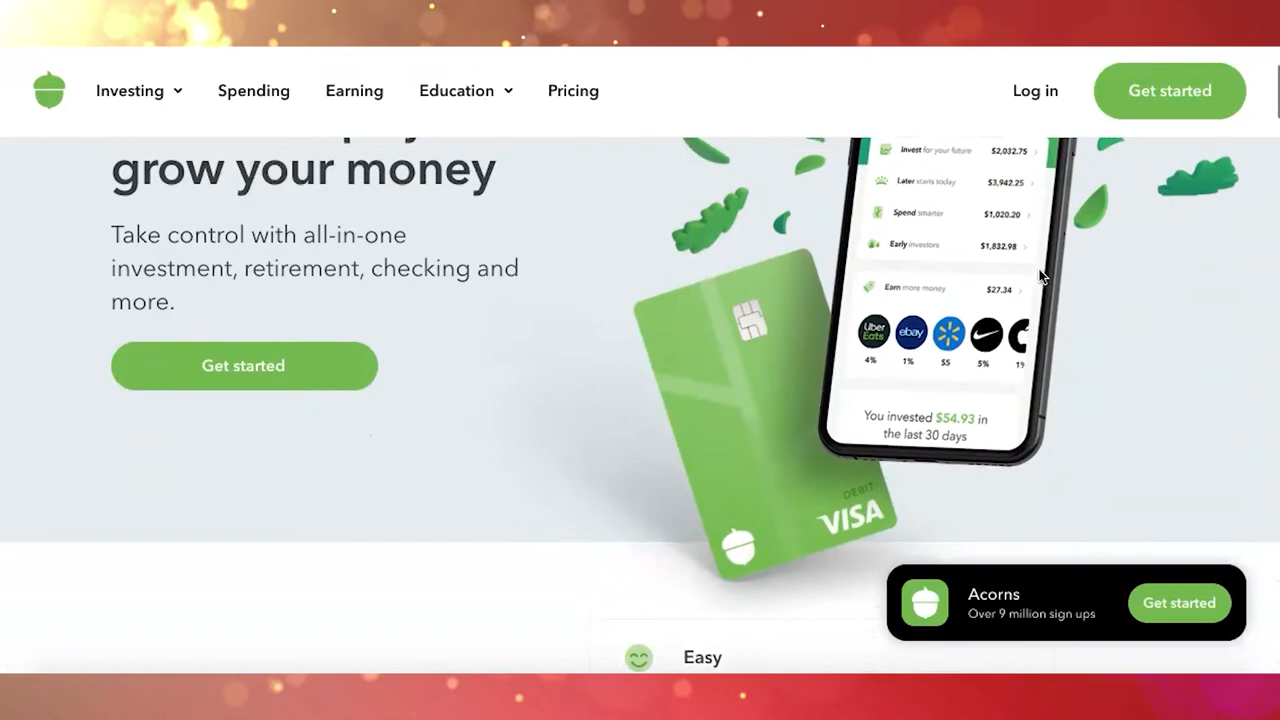 Investing
Spending
Earning
Education
Pricing
Log in
Get started
grow your money
Take control with all-in-one
investment, retirement, checking and
more.
Get started
Invest for your future $2,032.75
Later starts today $3,942.25
Spend smarter $1,020.20
Early investors $1,832.98
Earn more money $27.34
Uber Eats
ebay
4% 1% $5 5%
You invested $54.93 in
the last 30 days
DEBIT
VISA
Acorns
Over 9 million sign ups
Get started
Easy